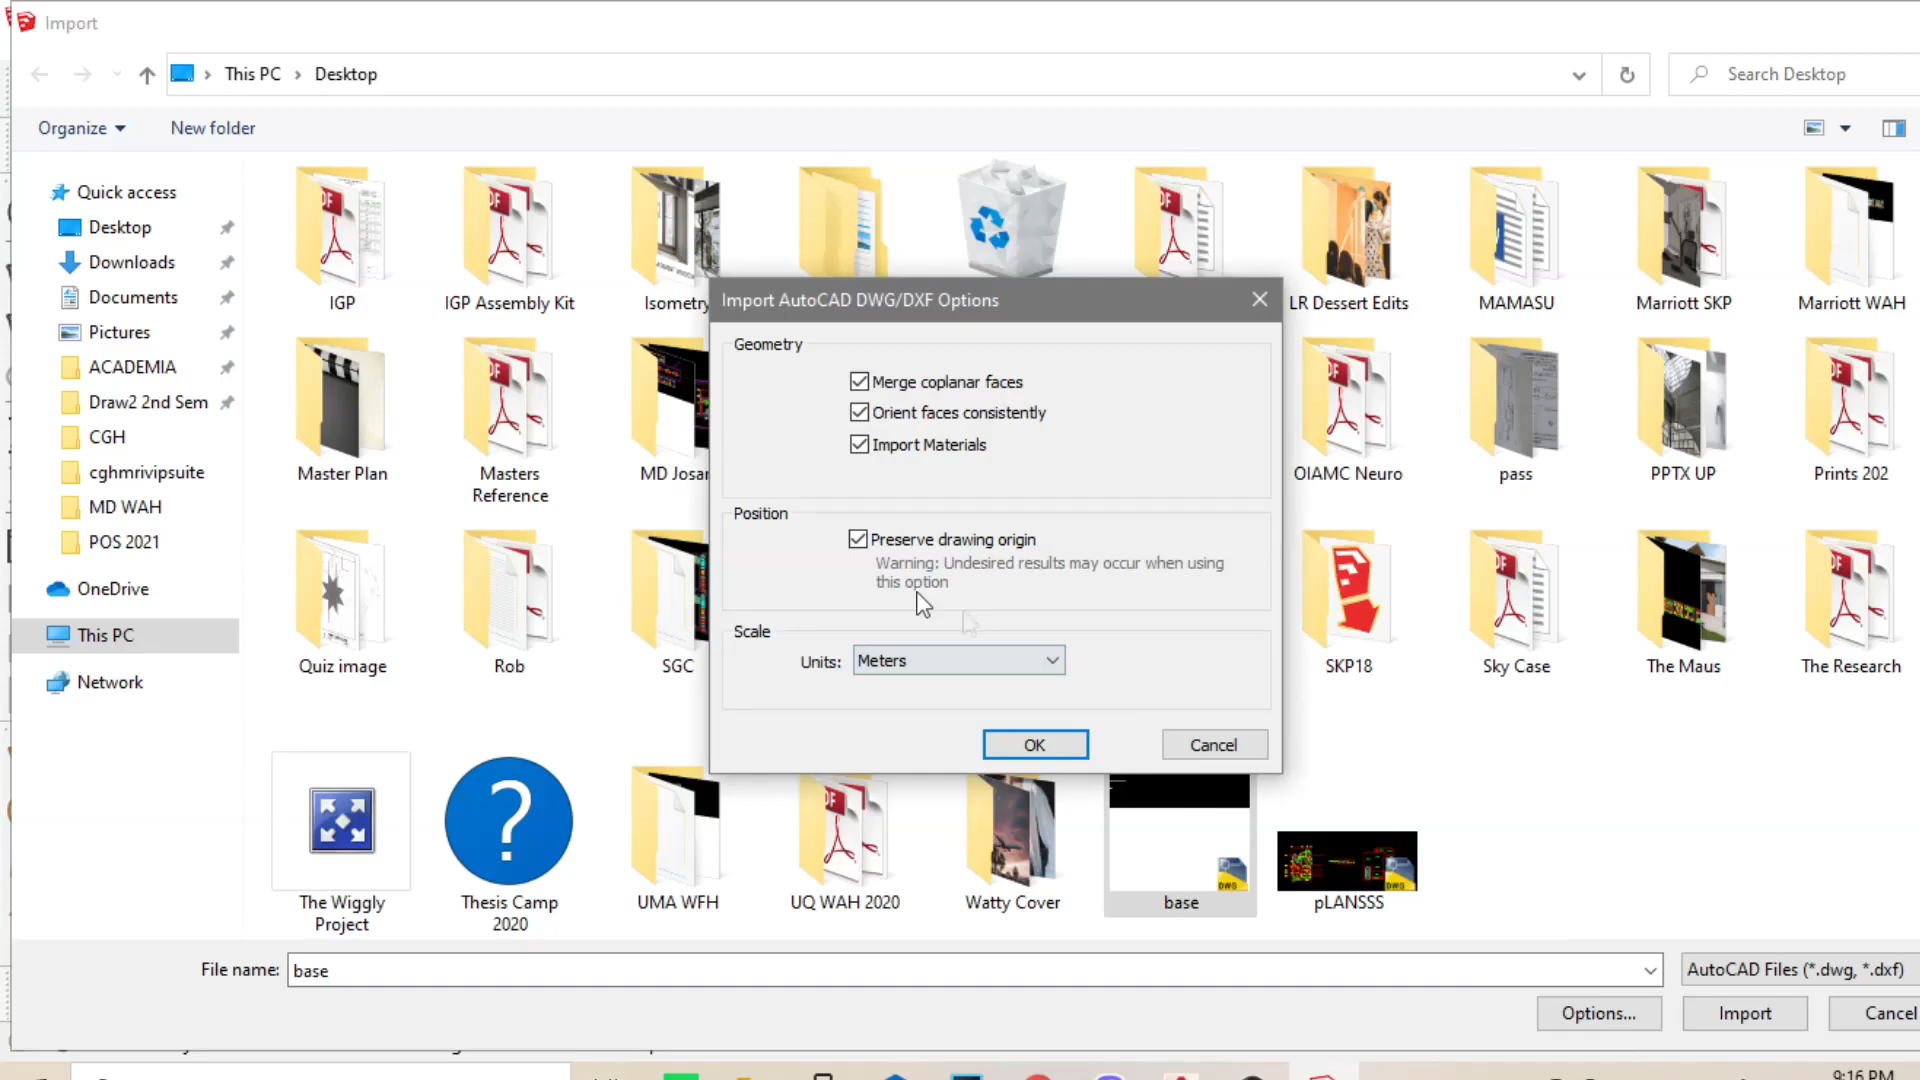 Import
This PC
Desktop
Search Desktop
Organize
New folder
Quick access
Desktop
Downloads
Documents
Pictures
ACADEMIA
Draw2 2nd Sem
CGH
cghmrivipsuite
MD WAH
POS 2021
OneDrive
This PC
Network
IGP
IGP Assembly Kit
Isometry
LR Dessert Edits
MAMASU
Marriott SKP
Marriott WAH
Master Plan
Masters
Reference
MD Josan
OIAMC Neuro
pass
PPTX UP
Prints 202
Quiz image
Rob
SGC
SKP18
Sky Case
The Maus
The Research
The Wiggly
Project
Thesis Camp
2020
UMA WFH
UQ WAH 2020
Watty Cover
base
pLANSSS
Import AutoCAD DWG/DXF Options
Geometry
Merge coplanar faces
Orient faces consistently
Import Materials
Position
Preserve drawing origin
Warning: Undesired results may occur when using
this option
Scale
Units:
Meters
OK
Cancel
File name:
base
AutoCAD Files (*.dwg, *.dxf)
Options...
Import
Cancel
9:16 PM